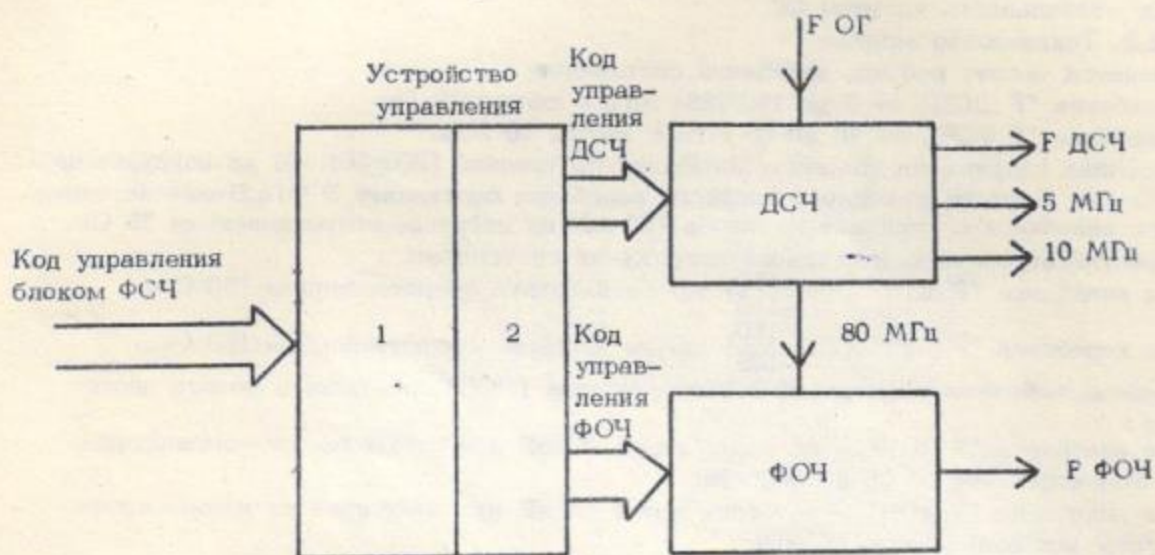 F ОГ
Устройство
управления
Код
управ-
ления
ДСЧ
ДСЧ
F ДСЧ
5 МГц
10 МГц
Код управления
блоком ФСЧ
1
2
80 МГц
Код
управ-
ления
ФОЧ
ФОЧ
F ФОЧ